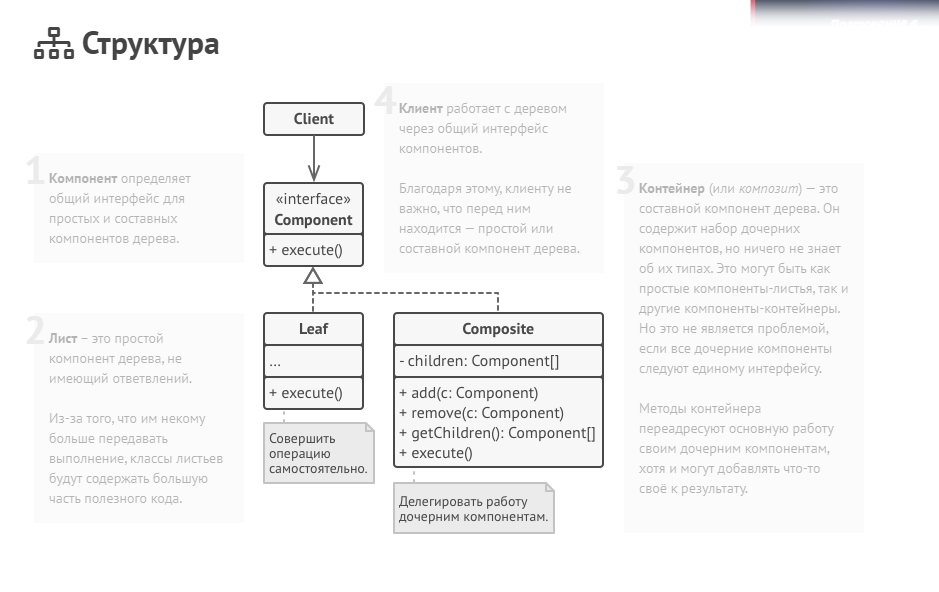 Структура
1
Компонент определяет
общий интерфейс для
простых и составных
компонентов дерева.
2
Лист – это простой
компонент дерева, не
имеющий ответвлений.
Из-за того, что им некому
больше передавать
выполнение, классы листьев
будут содержать большую
часть полезного кода.
Client
«interface»
Component
+ execute()
Leaf
...
+ execute()
Совершить
операцию
самостоятельно.
Composite
- children: Component[]
+ add(c: Component)
+ remove(c: Component)
+ getChildren(): Component[]
+ execute()
Делегировать работу
дочерним компонентам.
4
Клиент работает с деревом
через общий интерфейс
компонентов.
Благодаря этому, клиенту не
важно, что перед ним
находится — простой или
составной компонент дерева.
3
Контейнер (или композит) — это
составной компонент дерева. Он
содержит набор дочерних
компонентов, но ничего не знает
об их типах. Это могут быть как
простые компоненты-листья, так и
другие компоненты-контейнеры.
Но это не является проблемой,
если все дочерние компоненты
следуют единому интерфейсу.
Методы контейнера
переадресуют основную работу
своим дочерним компонентам,
хотя и могут добавлять что-то
своё к результату.